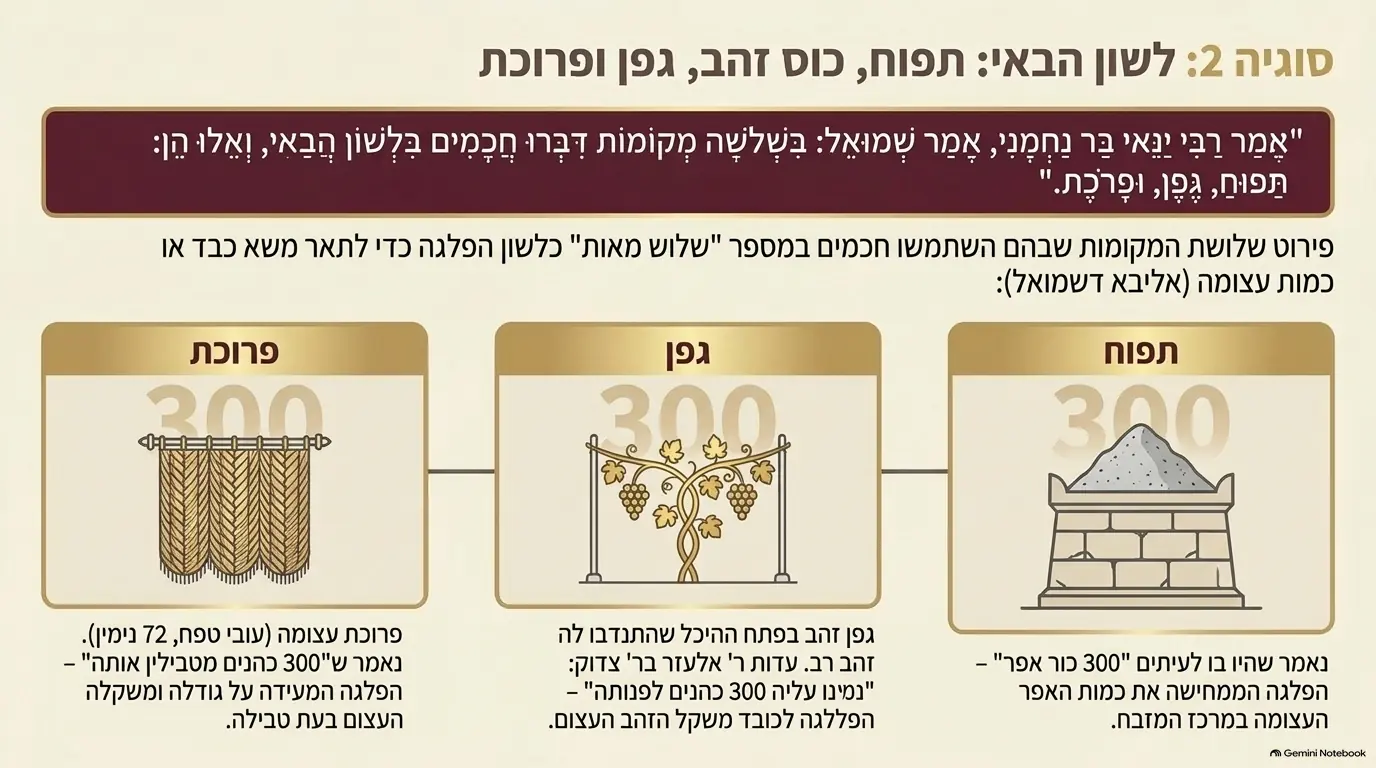 סוגיה 2: לשון הבאי: תפוח, כוס זהב, גפן ופרוכת
"אָמַר רַבִּי יַנַּאי בַּר נַחְמָנִי, אָמַר שְׁמוּאֵל: בִּשְׁלֹשָׁה מְקוֹמוֹת דִּבְּרוּ חֲכָמִים בִּלְשׁוֹן הֲבַאי, וְאֵלּוּ הֵן:
תַּפּוּחַ, גֶּפֶן, וּפָרֹכֶת."
פירוט שלושת המקומות שבהם השתמשו חכמים במספר "שלוש מאות" כלשון הפלגה כדי לתאר משא כבד או
כמות עצומה (אליבא דשמואל):
תפוח
300
נאמר שהיו בו לעיתים "300 כור אפר" –
הפלגה הממחישה את כמות האפר
העצומה במרכז המזבח.
גפן
300
גפן זהב בפתח ההיכל שהתנדבו לה
זהב רב. עדות ר' אלעזר בר' צדוק:
"נמינו עליה 300 כהנים לפנותה" –
הפללגה לכובד משקל הזהב העצום.
פרוכת
300
פרוכת עצומה (עובי טפח, 72 נימין).
נאמר ש"300 כהנים מטבילין אותה" –
הפלגה המעידה על גודלה ומשקלה
העצום בעת טבילה.
Gemini Notebook